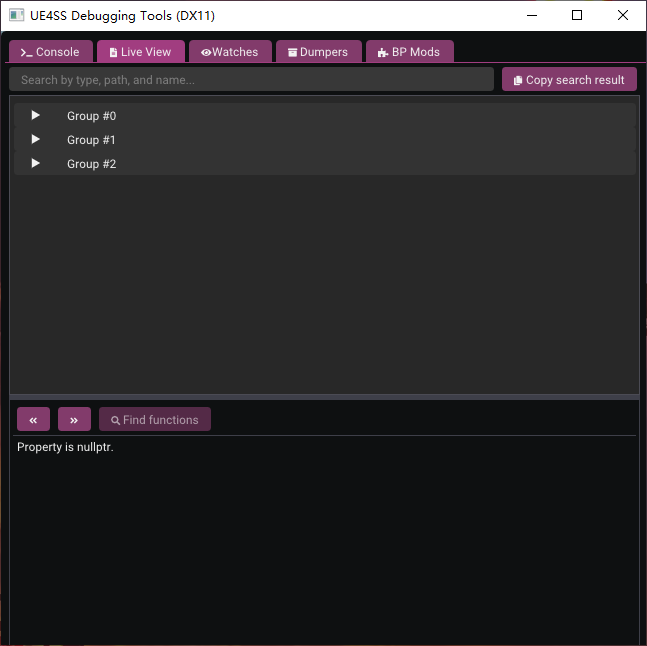 UE4SS Debugging Tools (DX11)
Console Live View Watches Dumpers BP Mods
Search by type, path, and name... Copy search result
Group #0
Group #1
Group #2
« » Find functions
Property is nullptr.